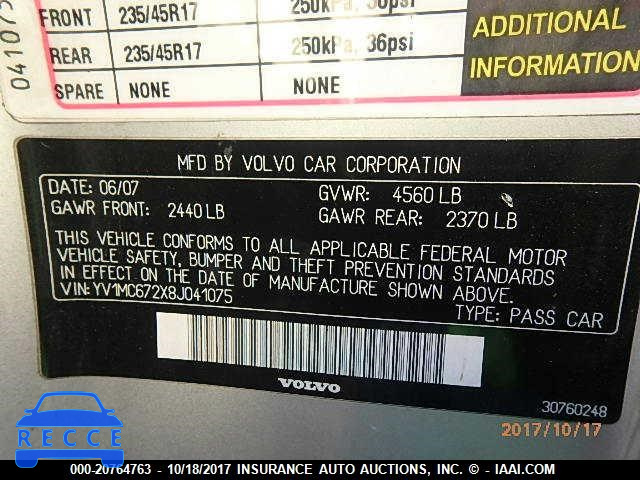 041075
FRONT 235/45R17 250kPa, 36psi
REAR 235/45R17 250kPa, 36psi
SPARE NONE NONE
ADDITIONAL
INFORMATION
MFD BY VOLVO CAR CORPORATION
DATE: 06/07 GVWR: 4560 LB
GAWR FRONT: 2440 LB GAWR REAR: 2370 LB
THIS VEHICLE CONFORMS TO ALL APPLICABLE FEDERAL MOTOR
VEHICLE SAFETY, BUMPER AND THEFT PREVENTION STANDARDS
IN EFFECT ON THE DATE OF MANUFACTURE SHOWN ABOVE.
VIN: YV1MC672X8J041075
TYPE: PASS CAR
VOLVO
30760248
2017/10/17
RECCE
000-20764763 - 10/18/2017 INSURANCE AUTO AUCTIONS, INC. © - IAAI.COM